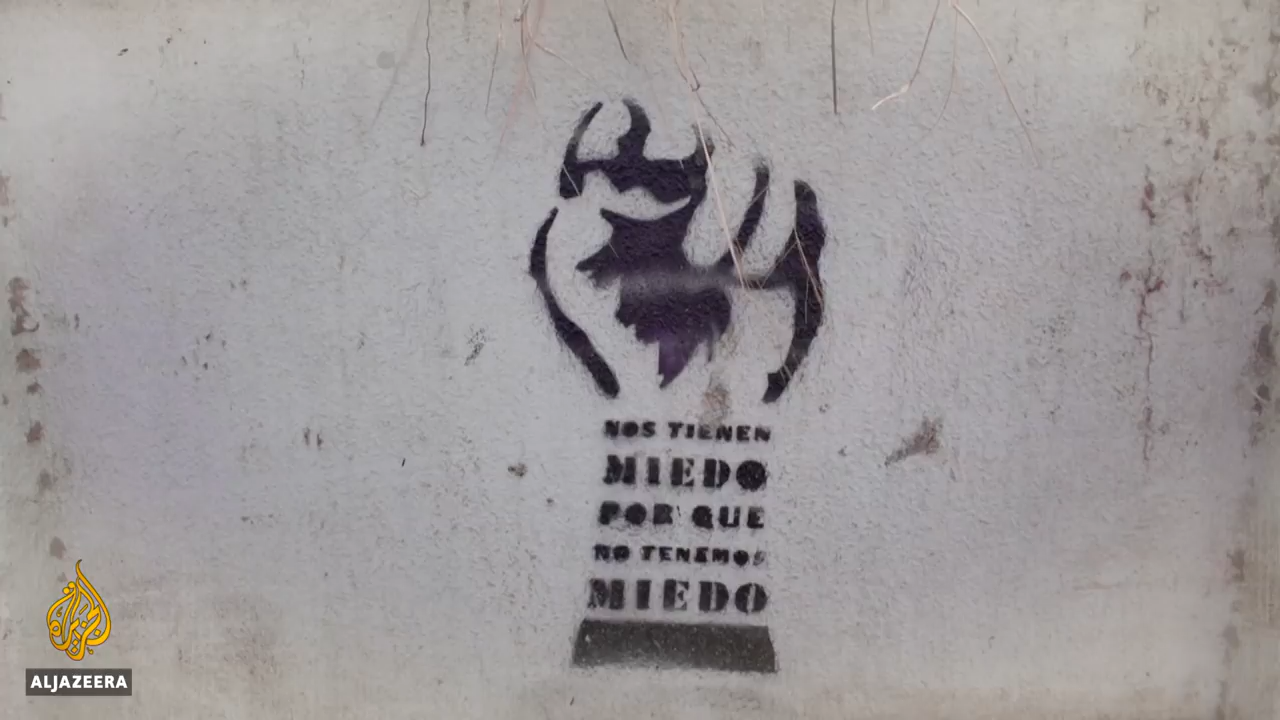 NOS TIENEN
MIEDO
POR QUE
NO TENEMOS
MIEDO
ALJAZEERA